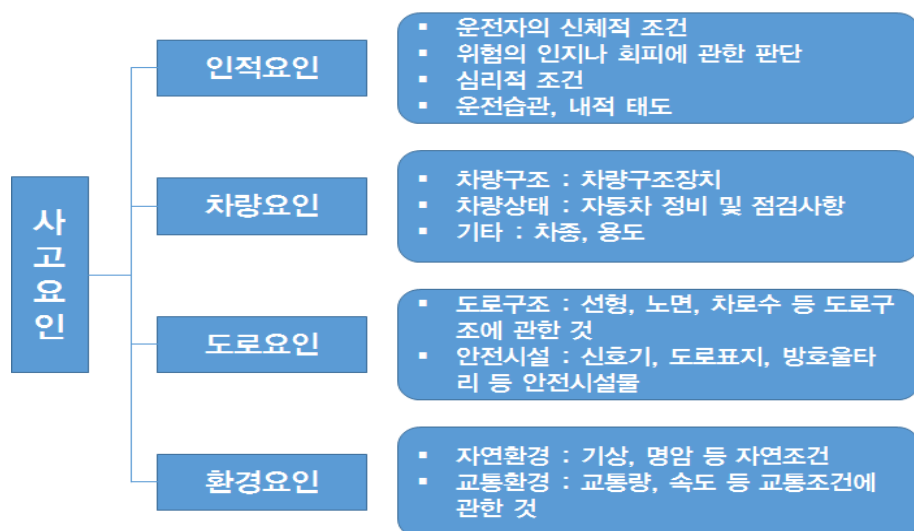 사고요인
인적요인
▪ 운전자의 신체적 조건
▪ 위험의 인지나 회피에 관한 판단
▪ 심리적 조건
▪ 운전습관, 내적 태도
차량요인
▪ 차량구조 : 차량구조장치
▪ 차량상태 : 자동차 정비 및 점검사항
▪ 기타 : 차종, 용도
도로요인
▪ 도로구조 : 선형, 노면, 차로수 등 도로구
조에 관한 것
▪ 안전시설 : 신호기, 도로표지, 방호울타
리 등 안전시설물
환경요인
▪ 자연환경 : 기상, 명암 등 자연조건
▪ 교통환경 : 교통량, 속도 등 교통조건에
관한 것